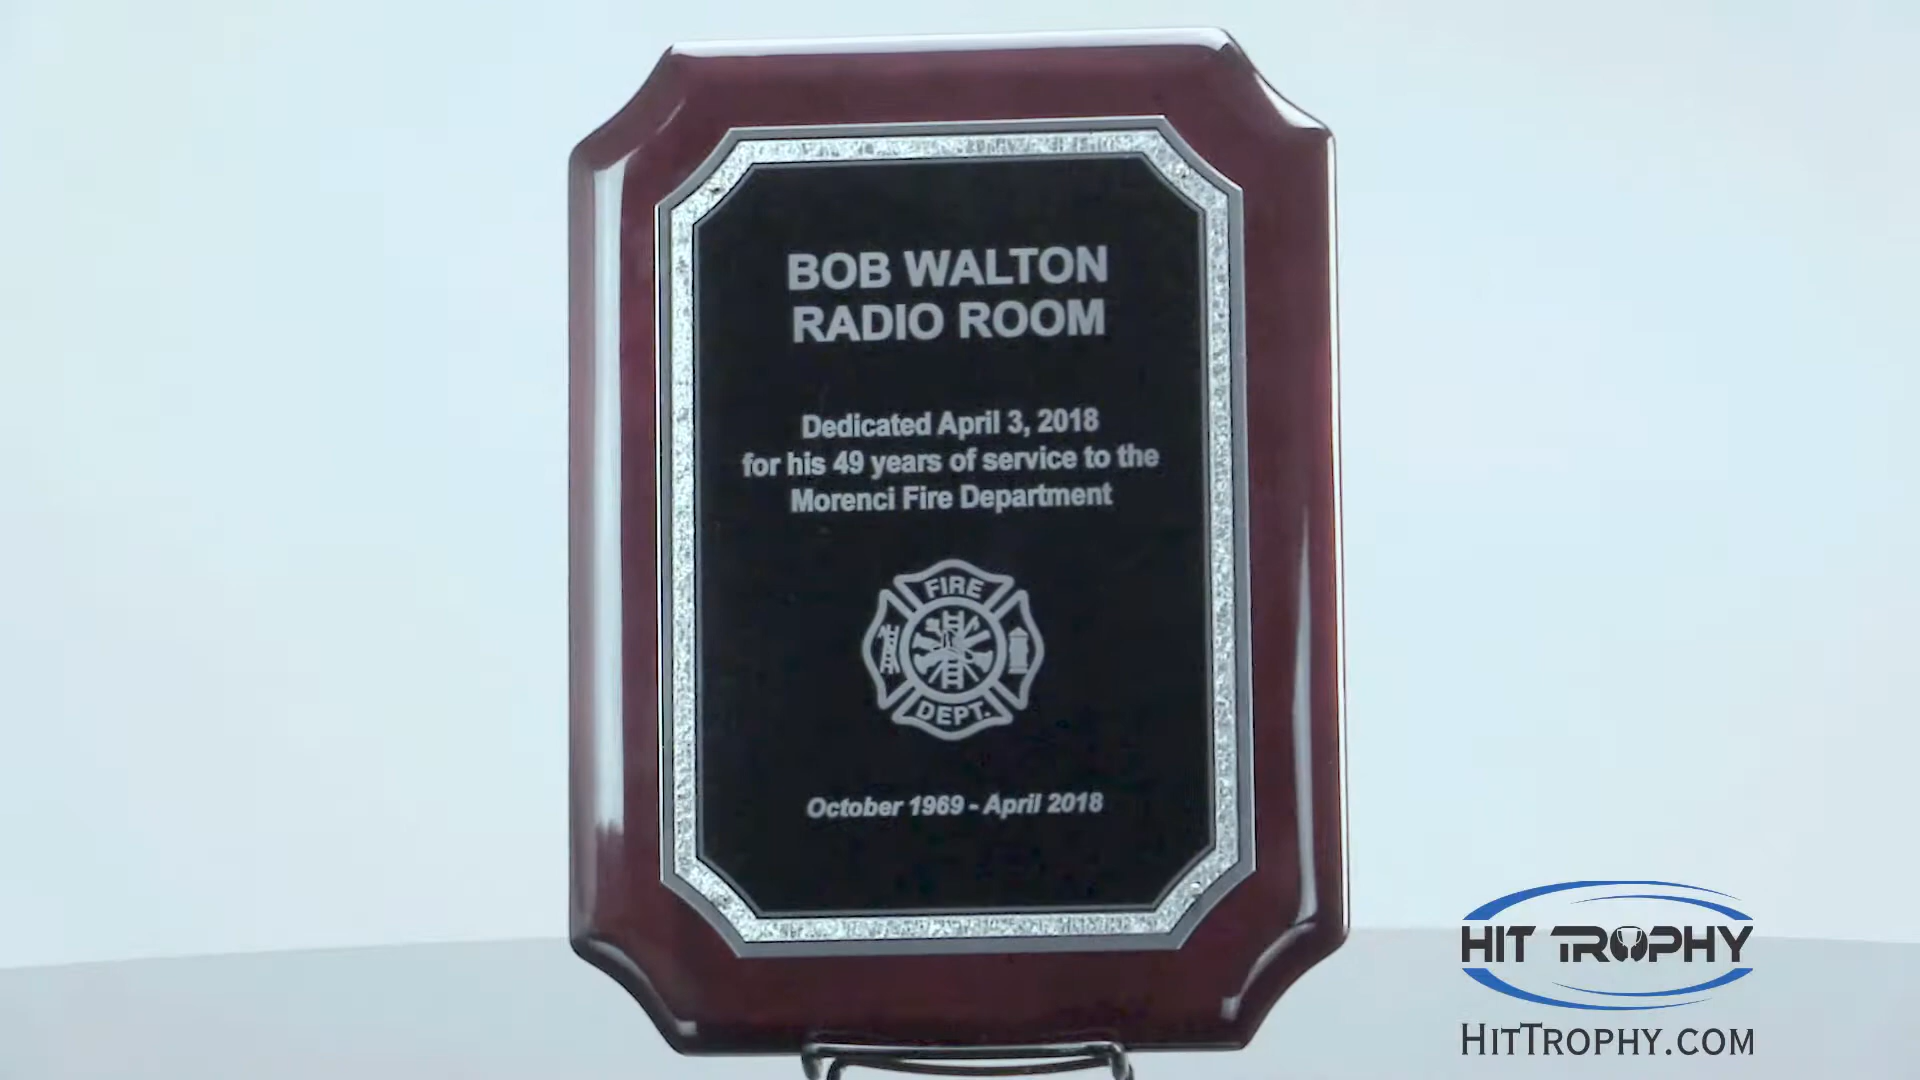 BOB WALTON
RADIO ROOM
Dedicated April 3, 2018
for his 49 years of service to the
Morenci Fire Department
FIRE
DEPT.
October 1969 - April 2018
HIT TROPHY
HITTROPHY.COM